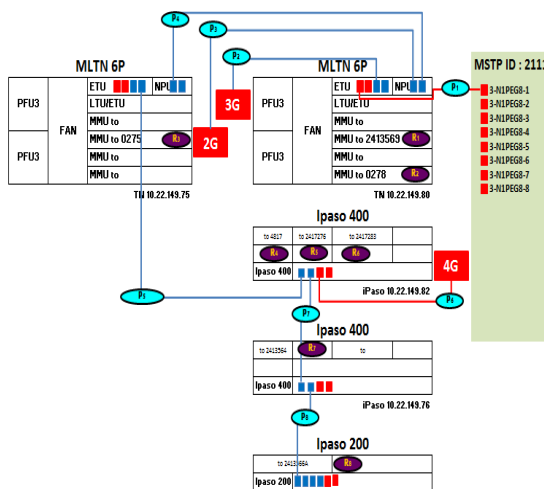 P4
P3
P2
MLTN 6P
MLTN 6P
MSTP ID : 2111
ETU NPU
ETU NPU
P1
3-N1PEG8-1
3-N1PEG8-2
3-N1PEG8-3
3-N1PEG8-4
3-N1PEG8-5
3-N1PEG8-6
3-N1PEG8-7
3-N1PEG8-8
PFU3
FAN
LTU/ETU
MMU to
MMU to 0275 R3
MMU to
PFU3
MMU to
2G
3G
PFU3
FAN
LTU/ETU
MMU to
MMU to 2413569 R1
MMU to
PFU3
MMU to 0278 R2
TN 10.22.149.75
TN 10.22.149.80
Ipaso 400
to 4817 to 2417276 to 2417283
R4 R5 R6
4G
Ipaso 400
iPaso 10.22.149.82
P5
P6
P7
Ipaso 400
to 2413564 R7 to
Ipaso 400
iPaso 10.22.149.76
P8
Ipaso 200
R8
Ipaso 200